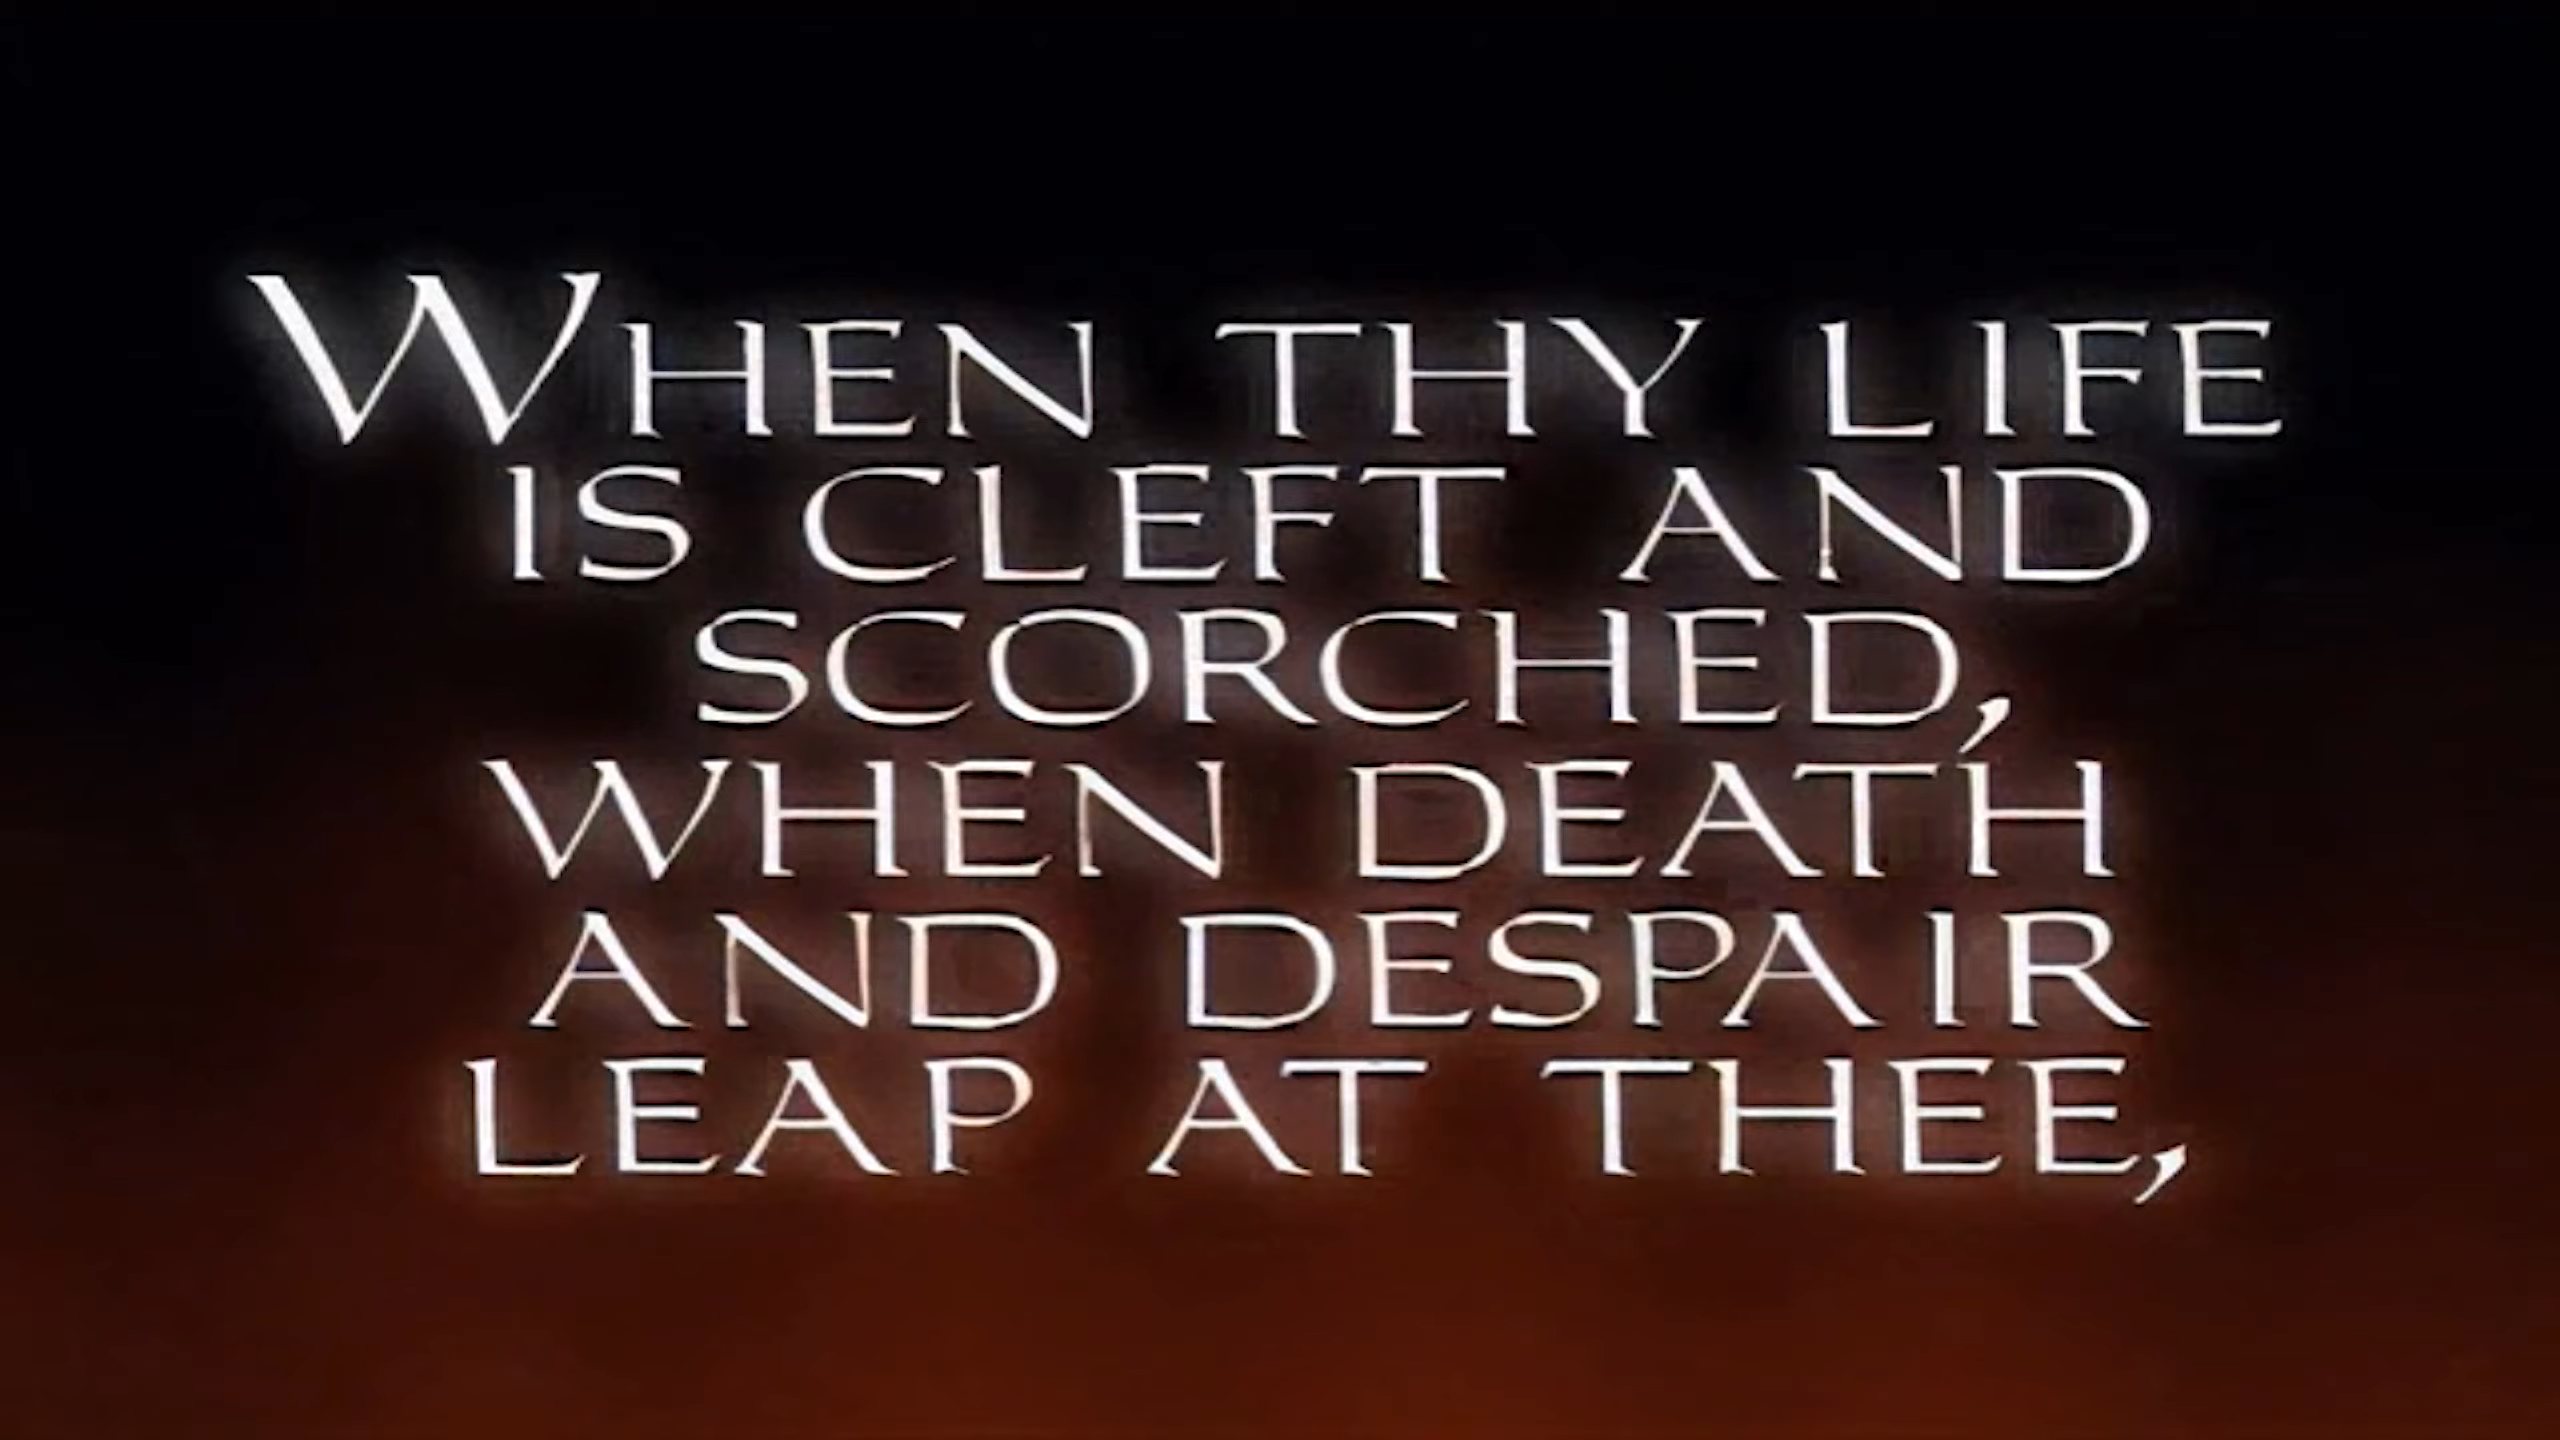 WHEN THY LIFE
IS CLEFT AND
SCORCHED,
WHEN DEATH
AND DESPAIR
LEAP AT THEE,